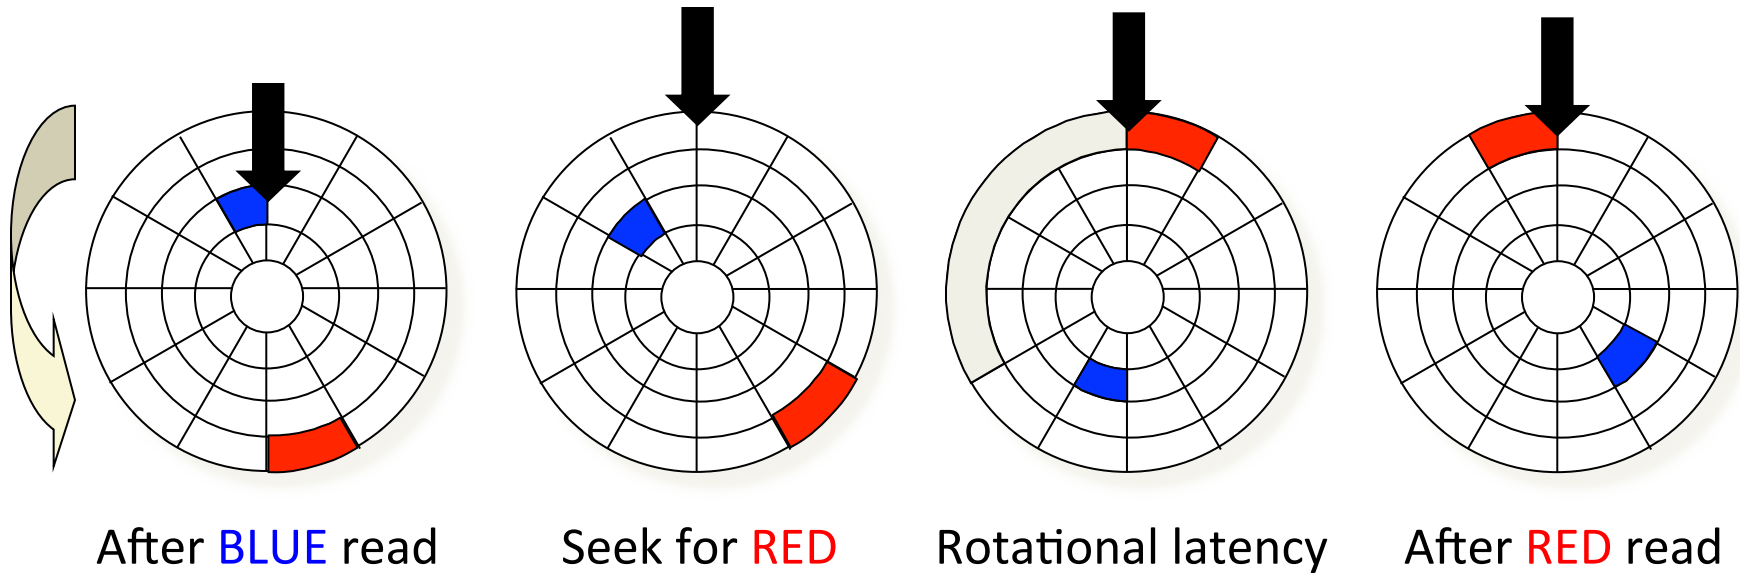 After BLUE read
Seek for RED
Rotational latency
After RED read